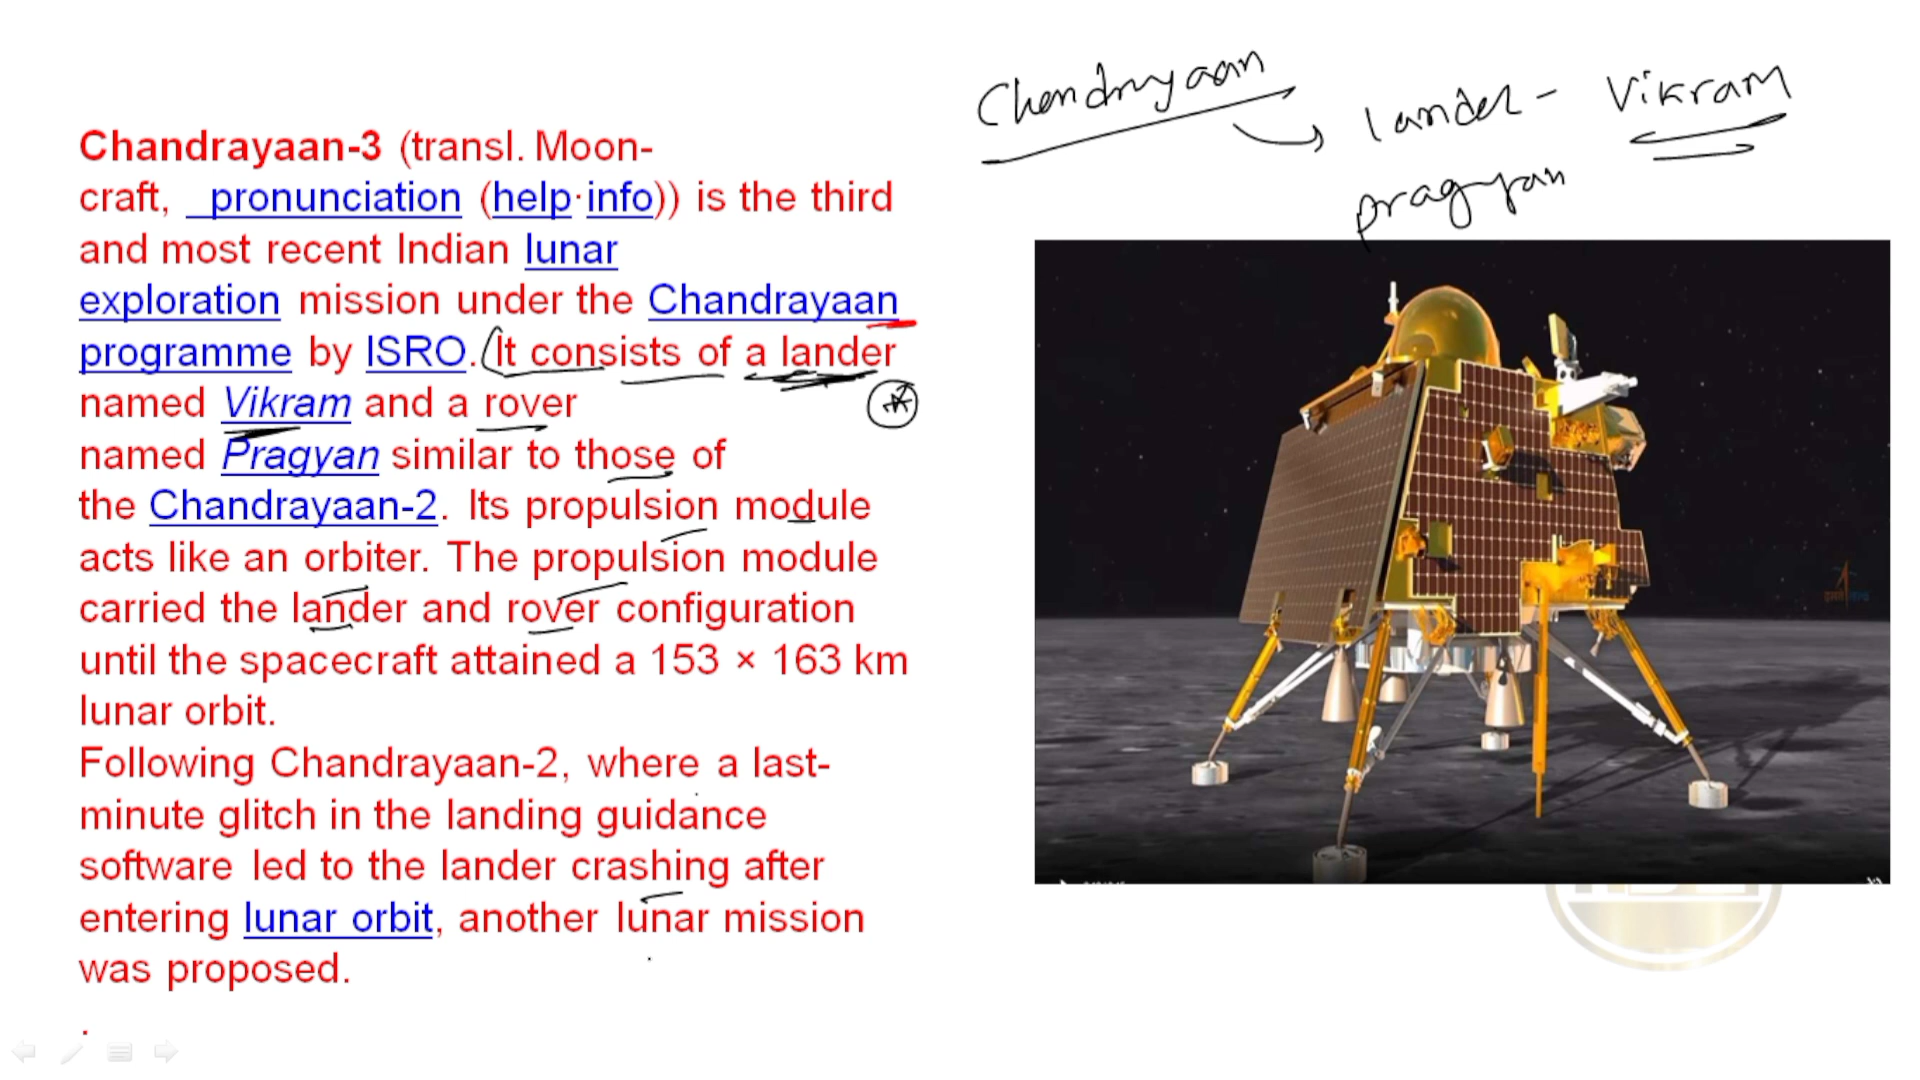 Chandrayaan-3 (transl. Moon-
craft, pronunciation (help·info)) is the third
and most recent Indian lunar
exploration mission under the Chandrayaan
programme by ISRO. It consists of a lander
named Vikram and a rover
named Pragyan similar to those of
the Chandrayaan-2. Its propulsion module
acts like an orbiter. The propulsion module
carried the lander and rover configuration
until the spacecraft attained a 153 × 163 km
lunar orbit.
Following Chandrayaan-2, where a last-
minute glitch in the landing guidance
software led to the lander crashing after
entering lunar orbit, another lunar mission
was proposed.
.
Chandryaan
lander - Vikram
pragyan